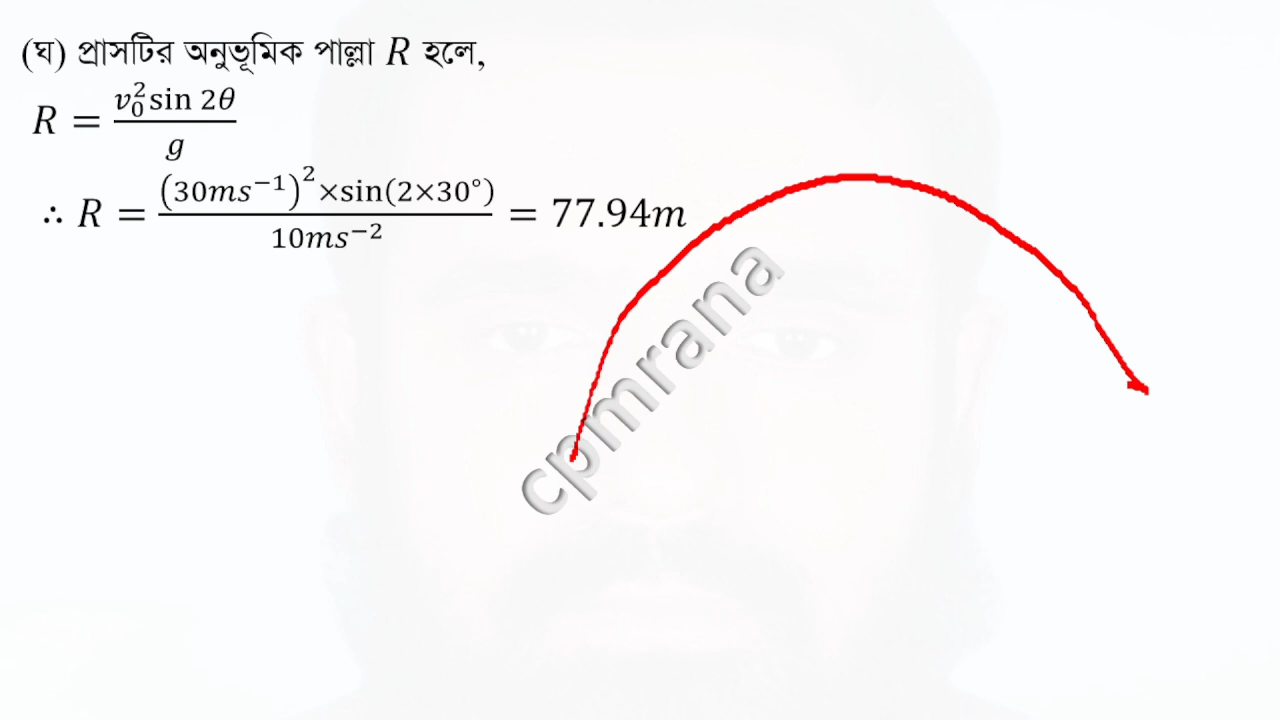 (ঘ) প্রাসটির অনুভূমিক পাল্লা R হলে,
R = v₀² sin 2θ / g
∴ R = (30ms⁻¹)² × sin(2×30°) / 10ms⁻² = 77.94m
cpmrana